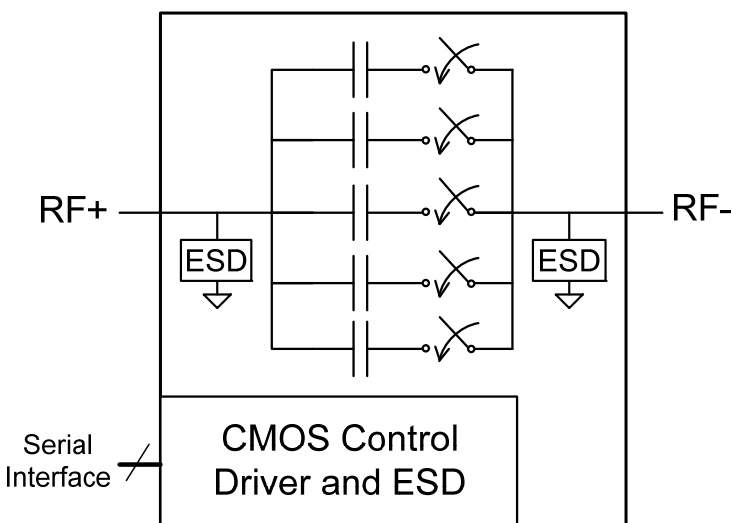 RF+
RF-
ESD
ESD
CMOS Control
Driver and ESD
Serial
Interface